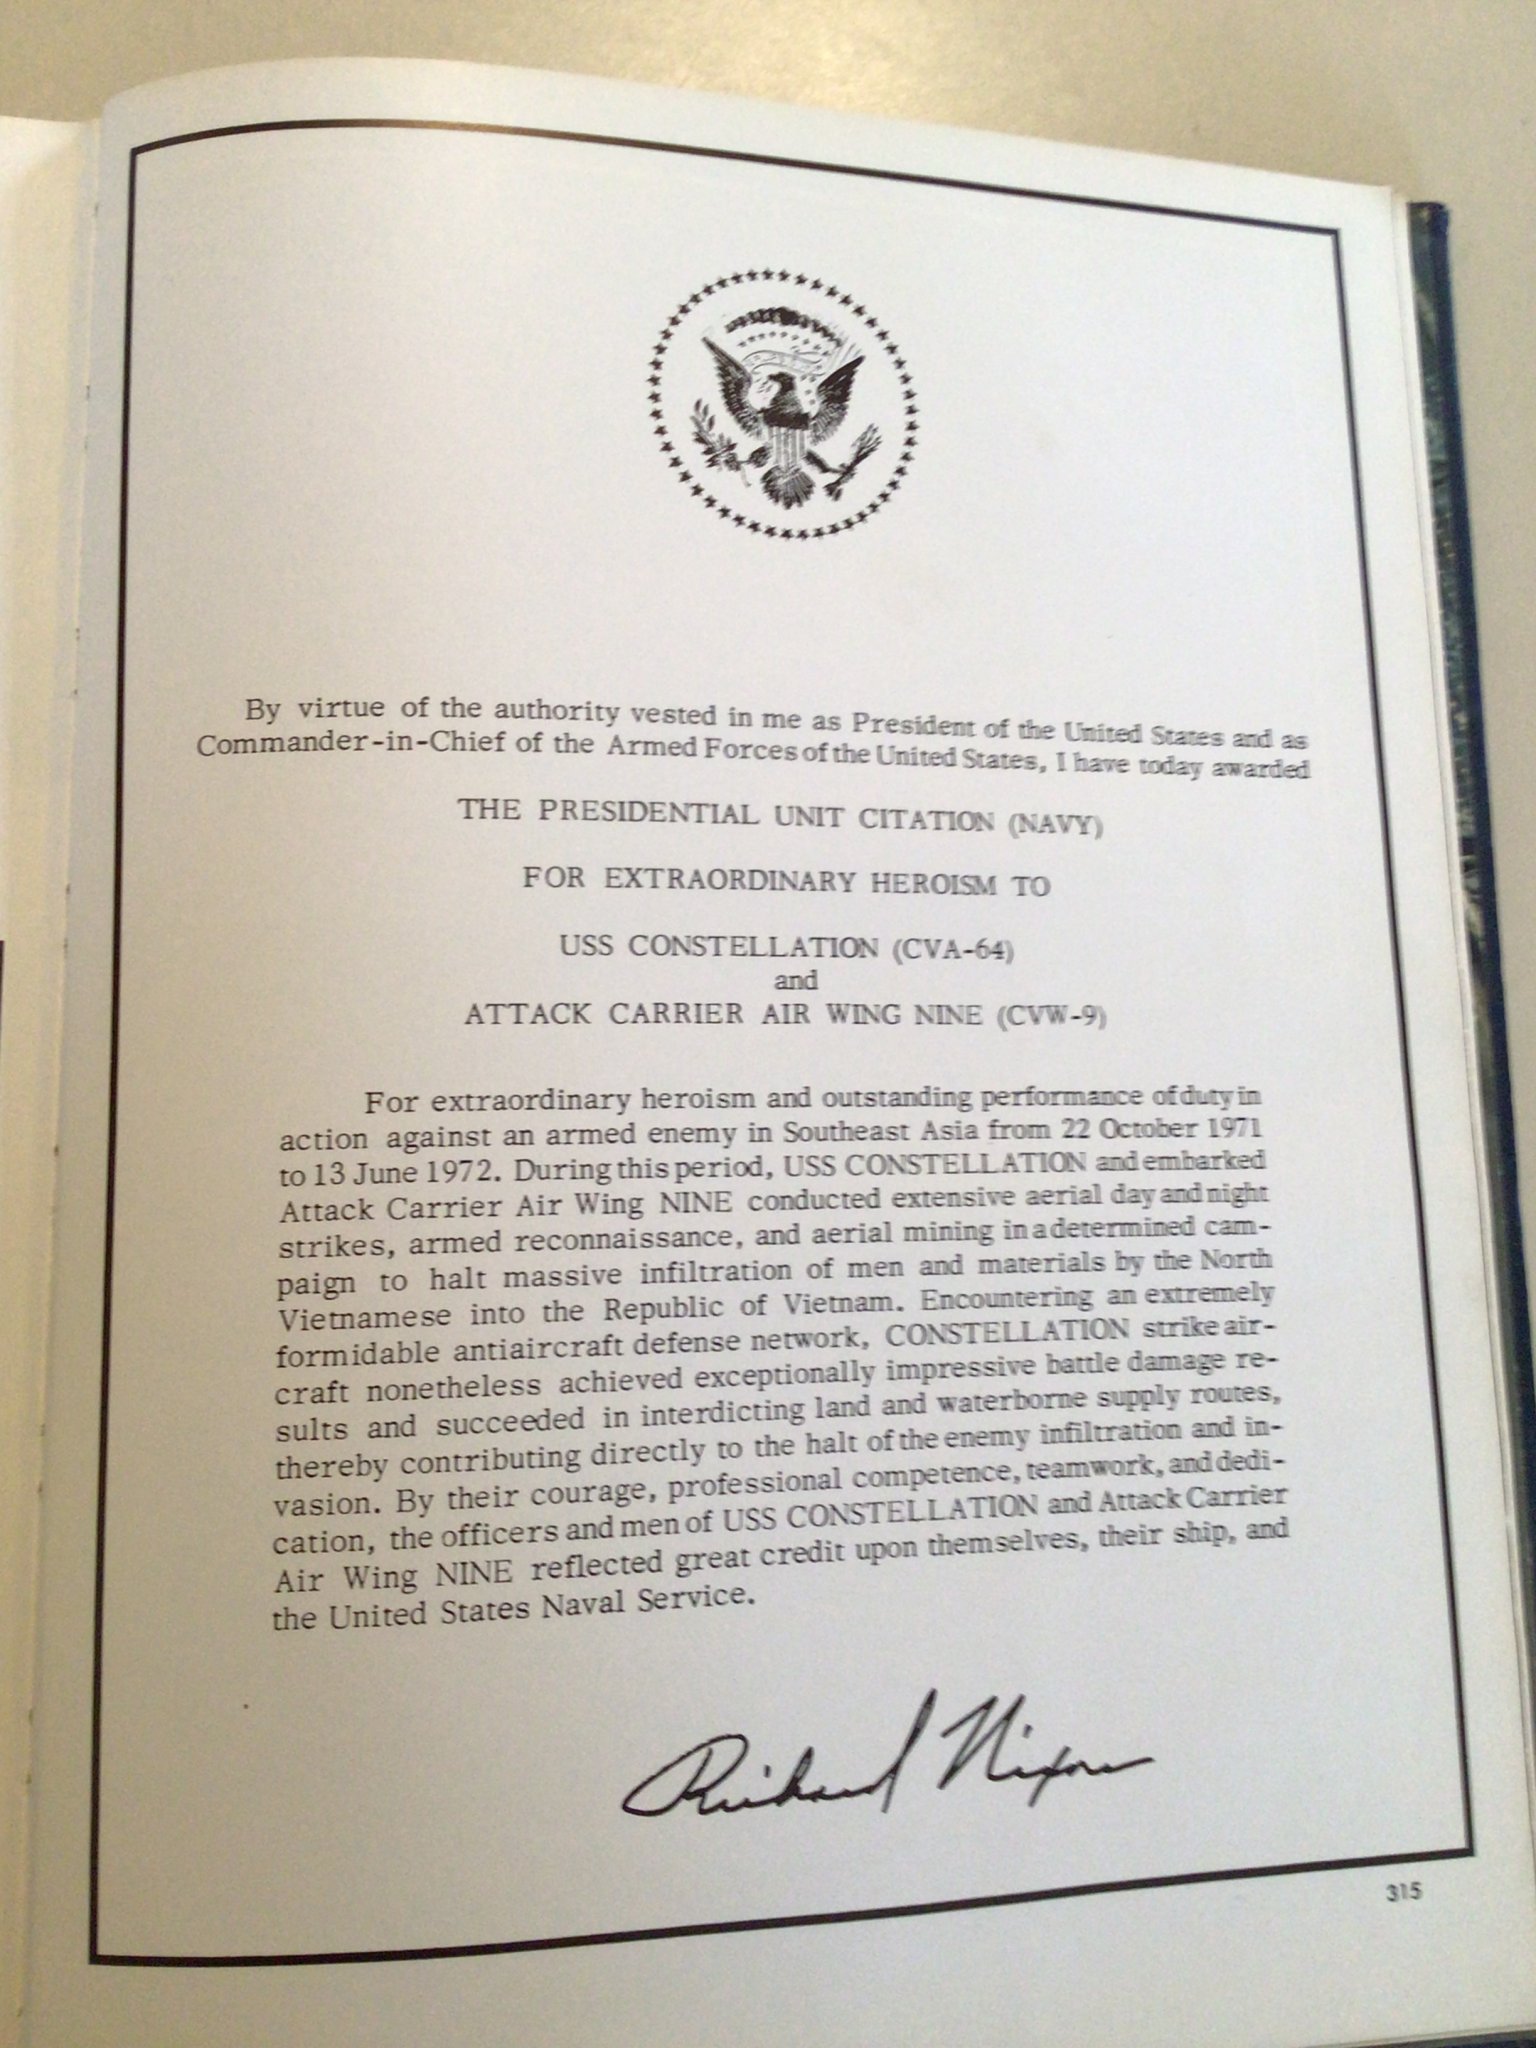 By virtue of the authority vested in me as President of the United States and as
Commander-in-Chief of the Armed Forces of the United States, I have today awarded
THE PRESIDENTIAL UNIT CITATION (NAVY)
FOR EXTRAORDINARY HEROISM TO
USS CONSTELLATION (CVA-64)
and
ATTACK CARRIER AIR WING NINE (CVW-9)
For extraordinary heroism and outstanding performance of duty in
action against an armed enemy in Southeast Asia from 22 October 1971
to 13 June 1972. During this period, USS CONSTELLATION and embarked
Attack Carrier Air Wing NINE conducted extensive aerial day and night
strikes, armed reconnaissance, and aerial mining in a determined cam-
paign to halt massive infiltration of men and materials by the North
Vietnamese into the Republic of Vietnam. Encountering an extremely
formidable antiaircraft defense network, CONSTELLATION strike air-
craft nonetheless achieved exceptionally impressive battle damage re-
sults and succeeded in interdicting land and waterborne supply routes,
thereby contributing directly to the halt of the enemy infiltration and in-
vasion. By their courage, professional competence, teamwork, and dedi-
cation, the officers and men of USS CONSTELLATION and Attack Carrier
Air Wing NINE reflected great credit upon themselves, their ship, and
the United States Naval Service.
Richard Nixon
315